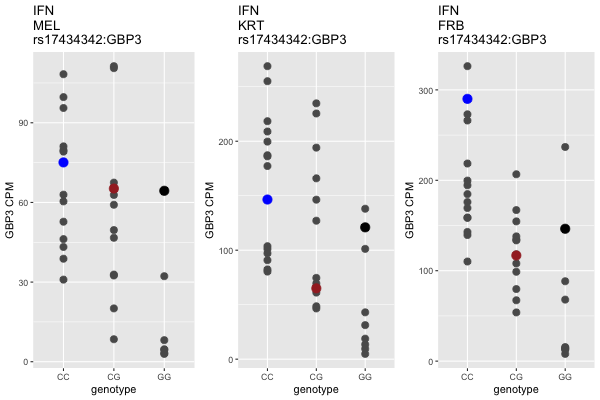 IFN
MEL
rs17434342:GBP3
GBP3 CPM
90
60
30
0
CC
CG
GG
genotype
IFN
KRT
rs17434342:GBP3
GBP3 CPM
200
100
0
CC
CG
GG
genotype
IFN
FRB
rs17434342:GBP3
GBP3 CPM
300
200
100
0
CC
CG
GG
genotype